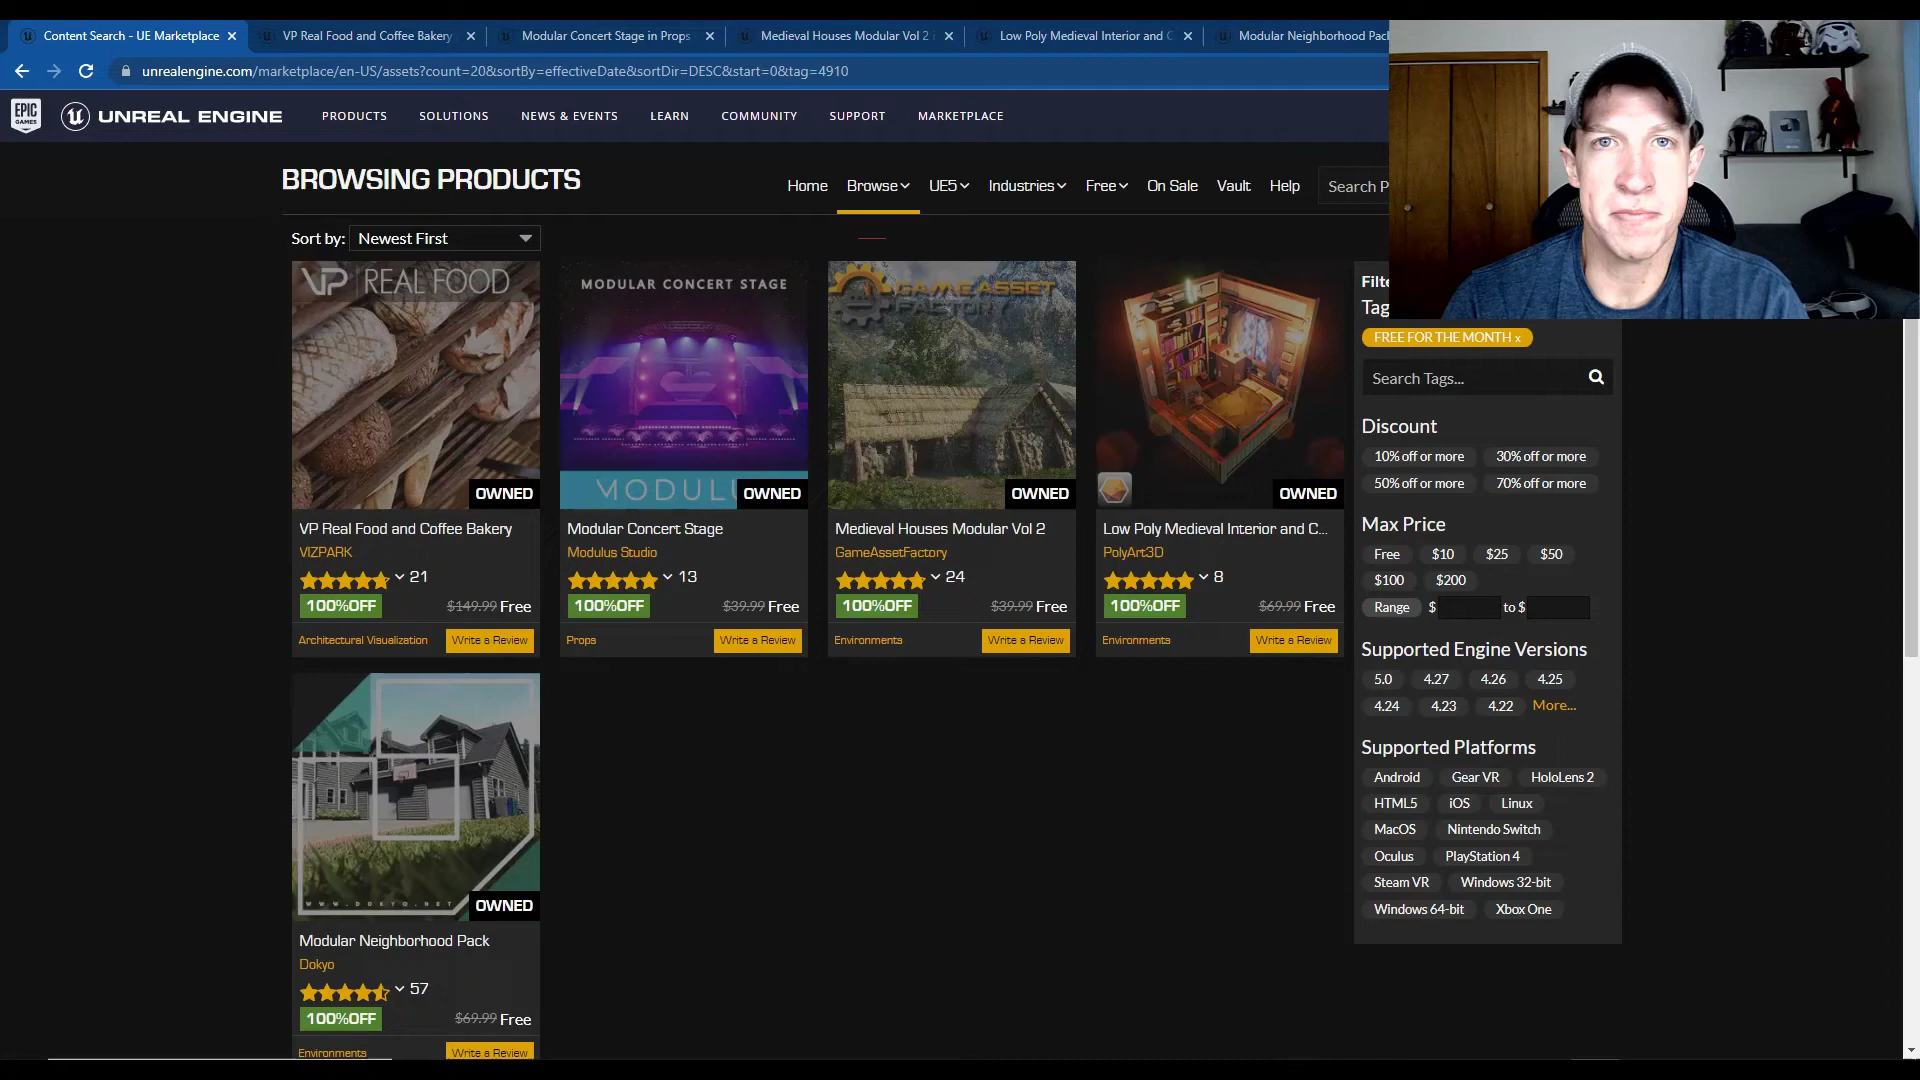 Content Search - UE Marketplace
VP Real Food and Coffee Bakery
Modular Concert Stage in Props
Medieval Houses Modular Vol 2
Low Poly Medieval Interior and C
Modular Neighborhood Pack
unrealengine.com/marketplace/en-US/assets?count=20&sortBy=effectiveDate&sortDir=DESC&start=0&tag=4910
EPIC GAMES
UNREAL ENGINE
PRODUCTS
SOLUTIONS
NEWS & EVENTS
LEARN
COMMUNITY
SUPPORT
MARKETPLACE
BROWSING PRODUCTS
Home
Browse
UE5
Industries
Free
On Sale
Vault
Help
Search P
Sort by:
Newest First
VP | REAL FOOD
OWNED
VP Real Food and Coffee Bakery
VIZPARK
21
100%OFF
$149.99 Free
Architectural Visualization
Write a Review
MODULAR CONCERT STAGE
MODUL
OWNED
Modular Concert Stage
Modulus Studio
13
100%OFF
$39.99 Free
Props
Write a Review
GAME ASSET
FACTORY
OWNED
Medieval Houses Modular Vol 2
GameAssetFactory
24
100%OFF
$39.99 Free
Environments
Write a Review
OWNED
Low Poly Medieval Interior and C...
PolyArt3D
8
100%OFF
$69.99 Free
Environments
Write a Review
WWW.DOKYO.NET
OWNED
Modular Neighborhood Pack
Dokyo
57
100%OFF
$69.99 Free
Environments
Write a Review
Filte
Tag
FREE FOR THE MONTH x
Search Tags...
Discount
10% off or more
30% off or more
50% off or more
70% off or more
Max Price
Free
$10
$25
$50
$100
$200
Range
$
to $
Supported Engine Versions
5.0
4.27
4.26
4.25
4.24
4.23
4.22
More...
Supported Platforms
Android
Gear VR
HoloLens 2
HTML5
iOS
Linux
MacOS
Nintendo Switch
Oculus
PlayStation 4
Steam VR
Windows 32-bit
Windows 64-bit
Xbox One